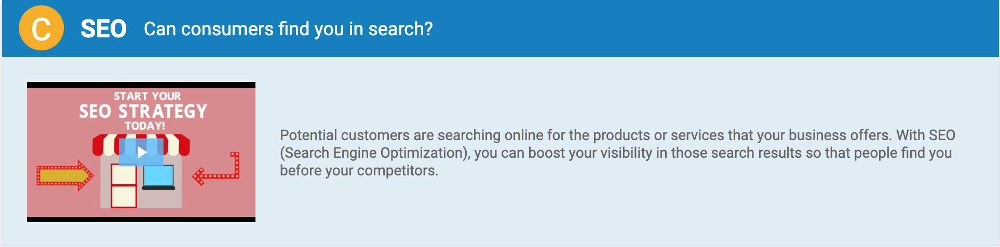 C SEO Can consumers find you in search?
START YOUR
SEO STRATEGY
TODAY!
Potential customers are searching online for the products or services that your business offers. With SEO
(Search Engine Optimization), you can boost your visibility in those search results so that people find you
before your competitors.